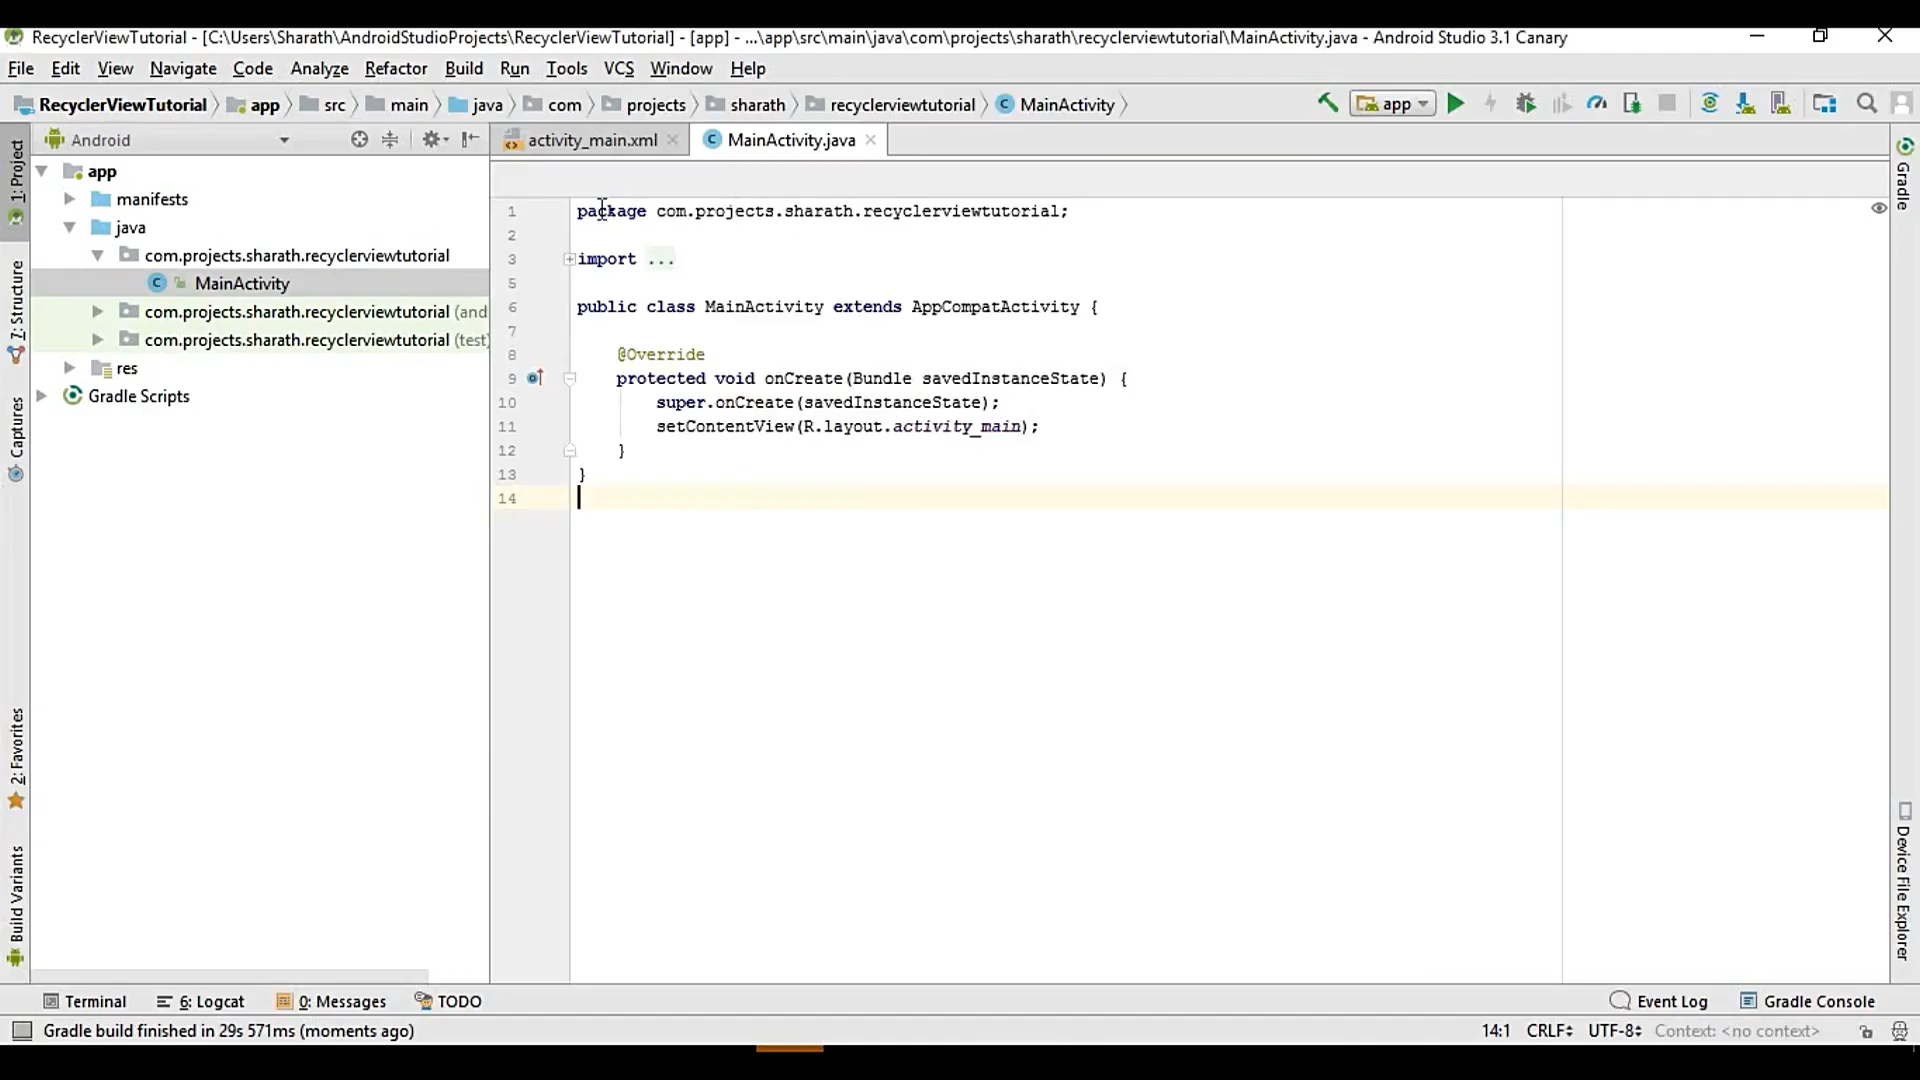 RecyclerViewTutorial - [C:\Users\Sharath\AndroidStudioProjects\RecyclerViewTutorial] - [app] - ...\app\src\main\java\com\projects\sharath\recyclerviewtutorial\MainActivity.java - Android Studio 3.1 Canary
File Edit View Navigate Code Analyze Refactor Build Run Tools VCS Window Help
RecyclerViewTutorial app src main java com projects sharath recyclerviewtutorial MainActivity app
Android
activity_main.xml MainActivity.java
1: Project
7: Structure
Captures
2: Favorites
Build Variants
app
manifests
java
com.projects.sharath.recyclerviewtutorial
MainActivity
com.projects.sharath.recyclerviewtutorial (and
com.projects.sharath.recyclerviewtutorial (test)
res
Gradle Scripts
1 package com.projects.sharath.recyclerviewtutorial;
2
3 import ...
5
6 public class MainActivity extends AppCompatActivity {
7
8 @Override
9 protected void onCreate(Bundle savedInstanceState) {
10 super.onCreate(savedInstanceState);
11 setContentView(R.layout.activity_main);
12 }
13 }
14
Gradle
Device File Explorer
Terminal 6: Logcat 0: Messages TODO Event Log Gradle Console
Gradle build finished in 29s 571ms (moments ago) 14:1 CRLF UTF-8 Context: <no context>